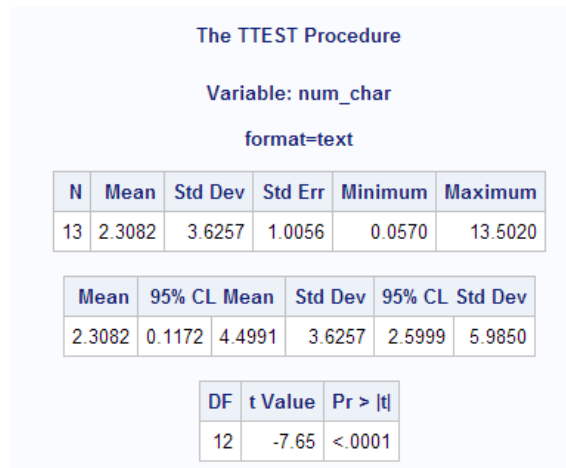 The TTEST Procedure
Variable: num_char
format=text
N Mean Std Dev Std Err Minimum Maximum
13 2.3082 3.6257 1.0056 0.0570 13.5020
Mean 95% CL Mean Std Dev 95% CL Std Dev
2.3082 0.1172 4.4991 3.6257 2.5999 5.9850
DF t Value Pr > |t|
12 -7.65 <.0001